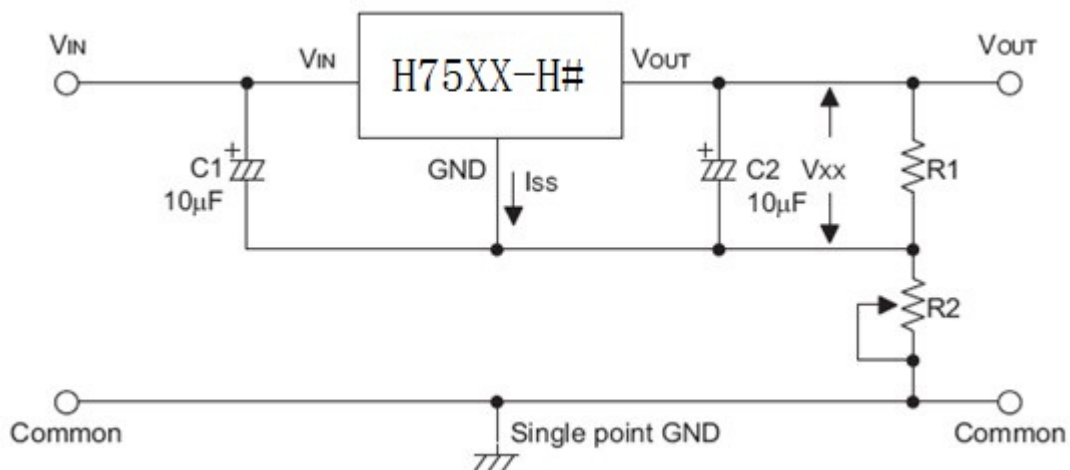 VIN
VIN
H75XX-H#
VOUT
VOUT
C1
10μF
GND
ISS
C2
10μF
VXX
R1
R2
Common
Single point GND
Common